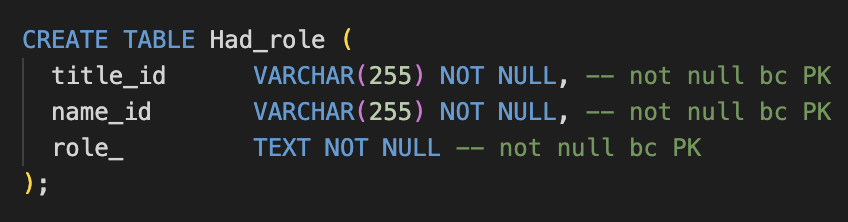 CREATE TABLE Had_role (
title_id VARCHAR(255) NOT NULL, -- not null bc PK
name_id VARCHAR(255) NOT NULL, -- not null bc PK
role_ TEXT NOT NULL -- not null bc PK
);